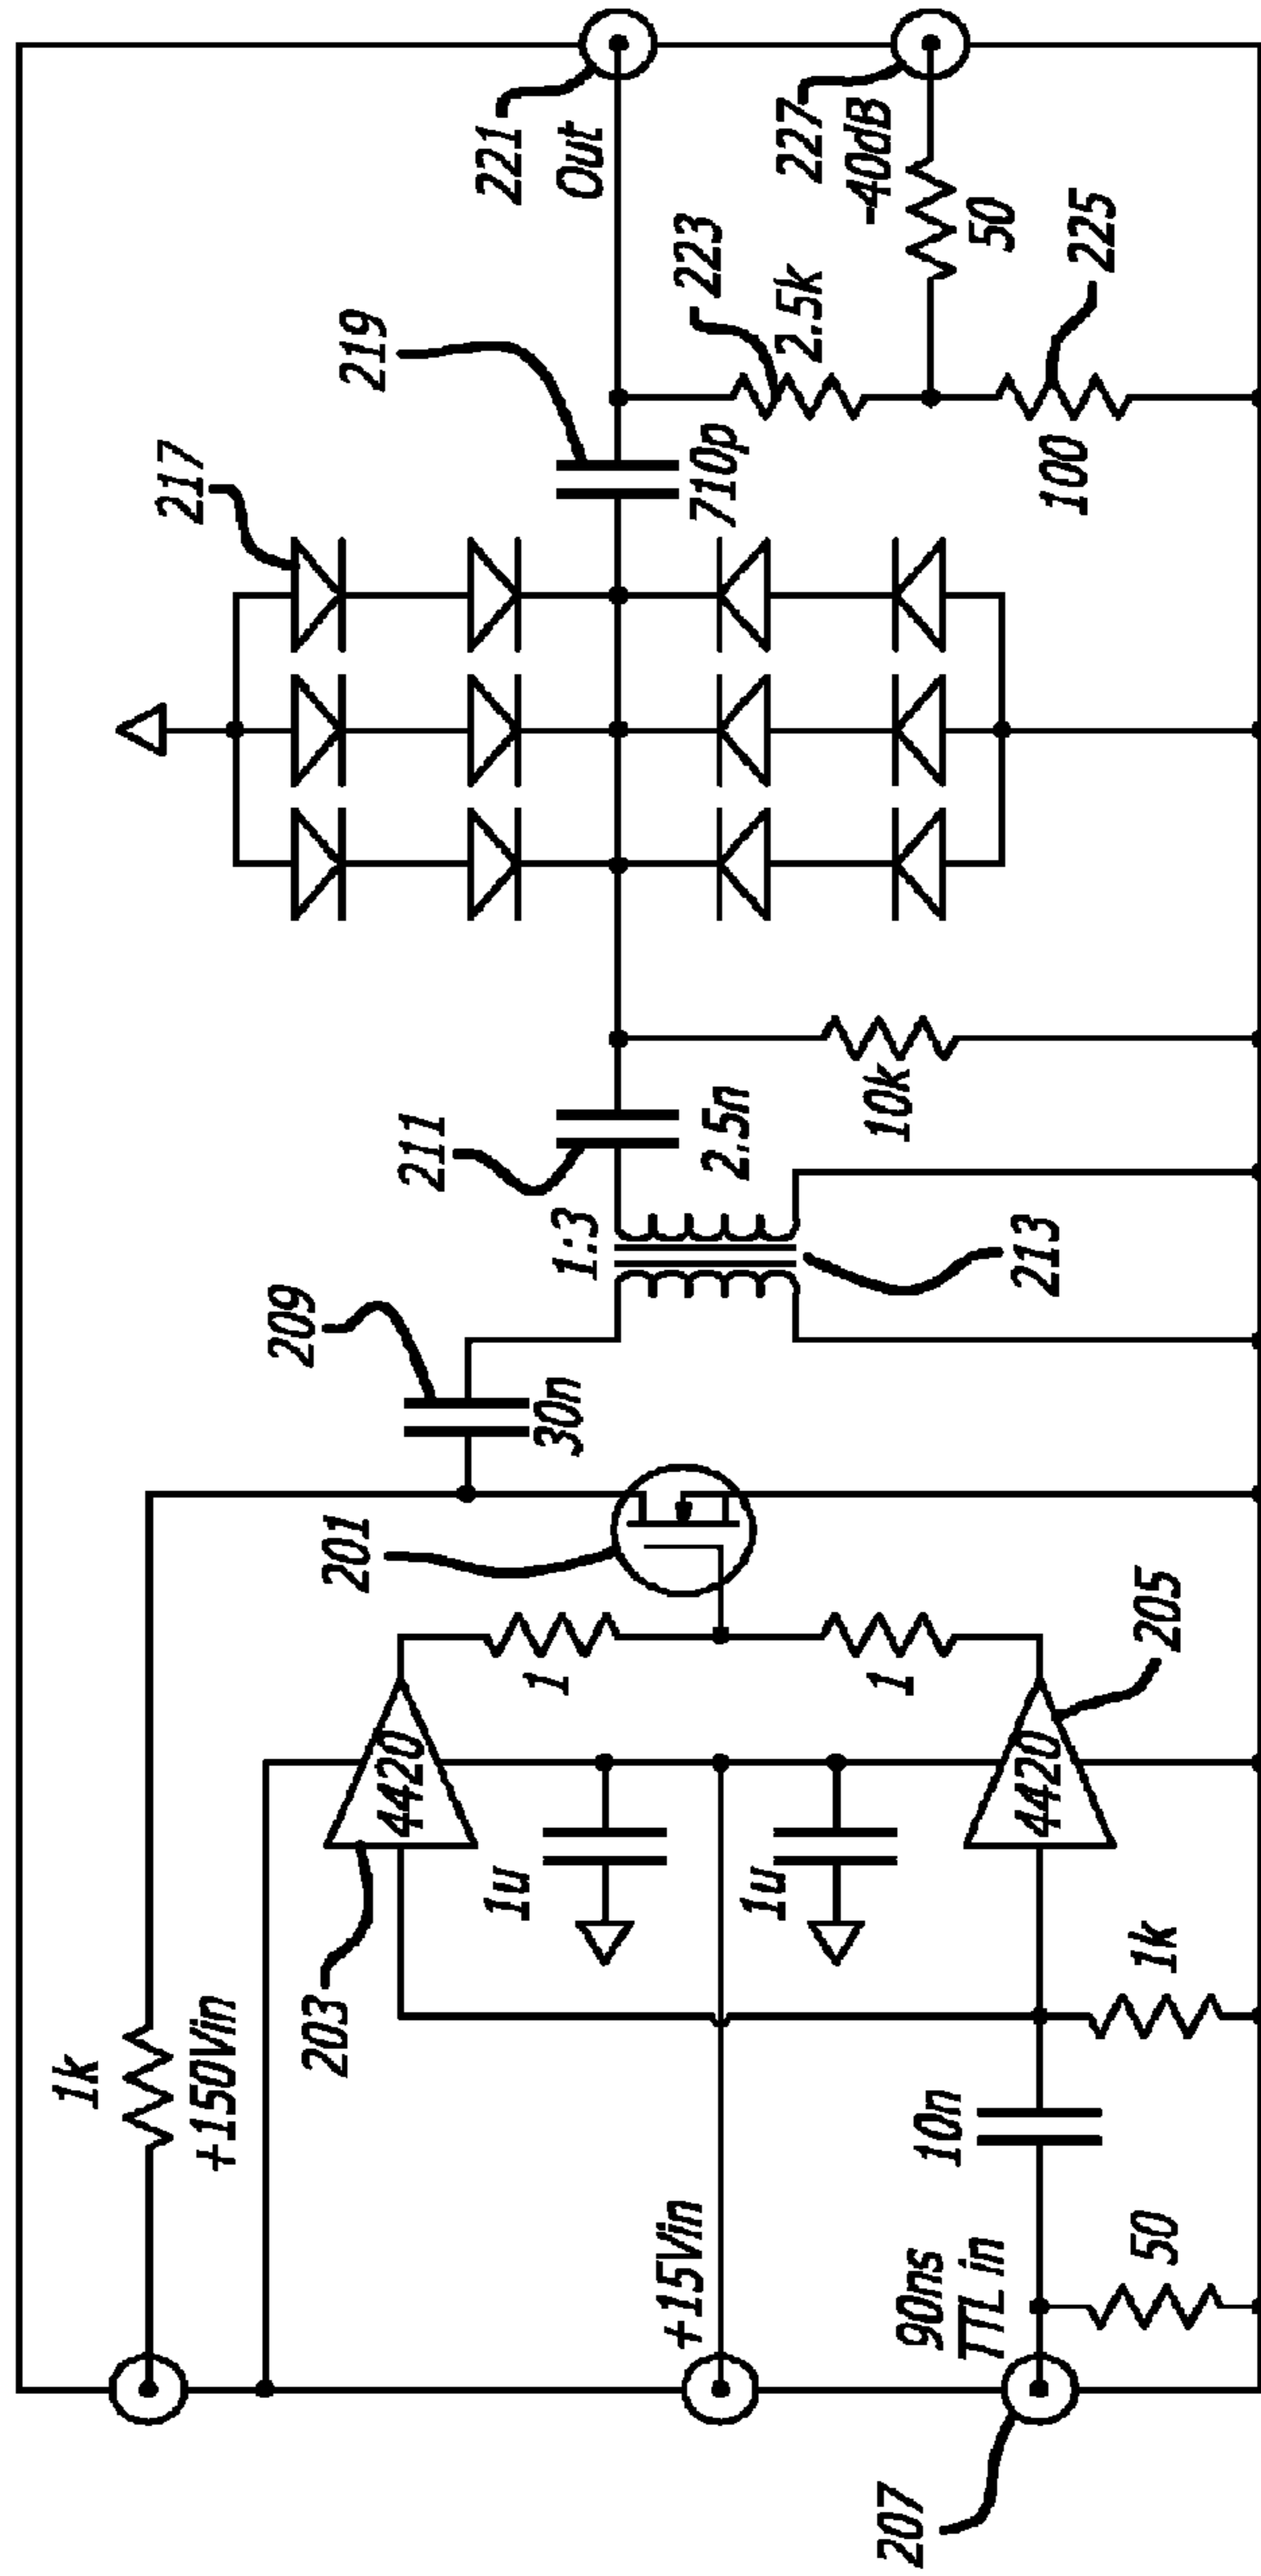 1k
+150Vin
203
4420
1u
1
201
209
30n
1:3
211
2.5n
213
10k
217
219
710p
223
2.5k
221
Out
227
-40dB
50
225
100
+15Vin
1u
1
4420
205
90ns
TTL in
207
10n
50
1k